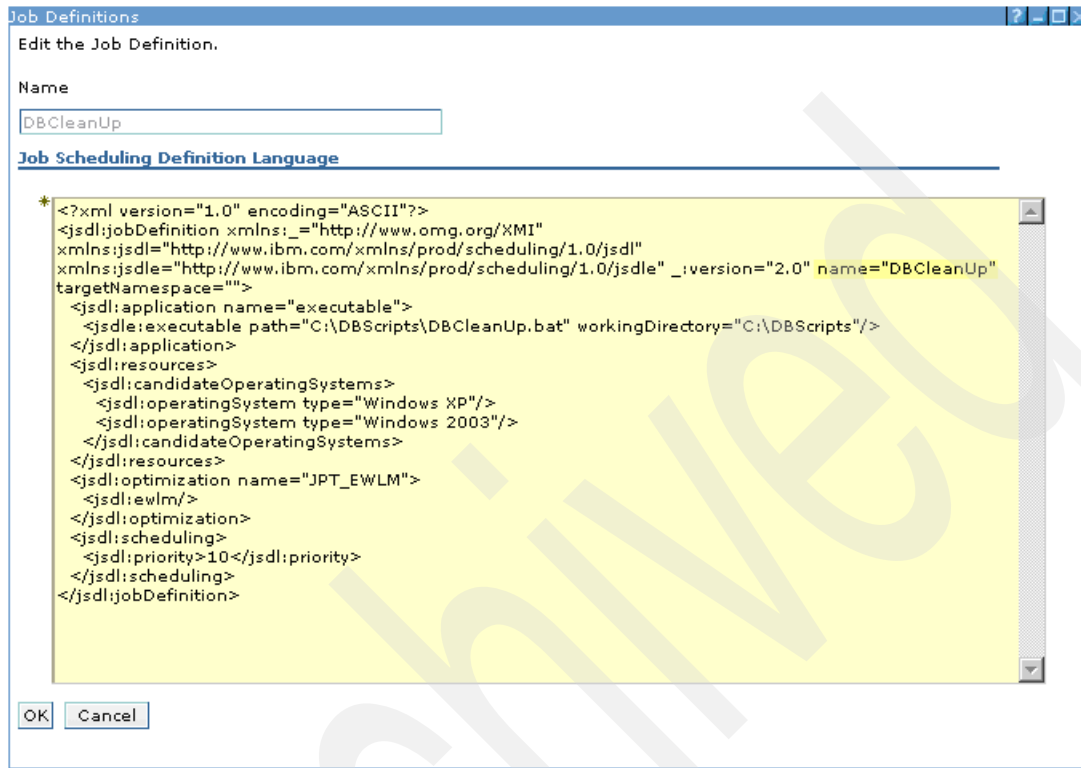 Job Definitions
Edit the Job Definition.
Name
DBCleanUp
Job Scheduling Definition Language
<?xml version="1.0" encoding="ASCII"?>
<jsdl:jobDefinition xmlns:_="http://www.omg.org/XMI"
xmlns:jsdl="http://www.ibm.com/xmlns/prod/scheduling/1.0/jsdl"
xmlns:jsdle="http://www.ibm.com/xmlns/prod/scheduling/1.0/jsdle" _:version="2.0" name="DBCleanUp"
targetNamespace="">
  <jsdl:application name="executable">
    <jsdle:executable path="C:\DBScripts\DBCleanUp.bat" workingDirectory="C:\DBScripts"/>
  </jsdl:application>
  <jsdl:resources>
    <jsdl:candidateOperatingSystems>
      <jsdl:operatingSystem type="Windows XP"/>
      <jsdl:operatingSystem type="Windows 2003"/>
    </jsdl:candidateOperatingSystems>
  </jsdl:resources>
  <jsdl:optimization name="JPT_EWLM">
    <jsdl:ewlm/>
  </jsdl:optimization>
  <jsdl:scheduling>
    <jsdl:priority>10</jsdl:priority>
  </jsdl:scheduling>
</jsdl:jobDefinition>
OK Cancel